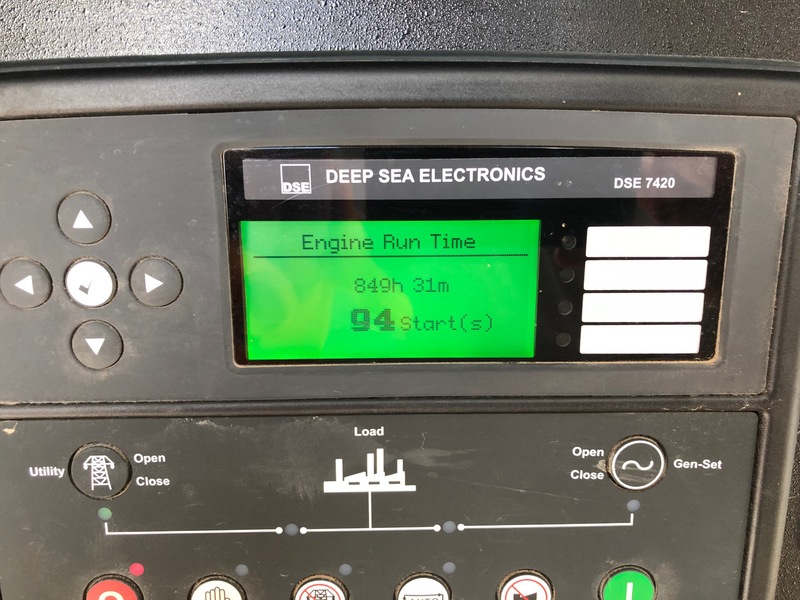 DSE DEEP SEA ELECTRONICS DSE 7420
Engine Run Time
849h 31m
94 Start(s)
Load
Utility Open Close
Open Close Gen-Set
AUTO